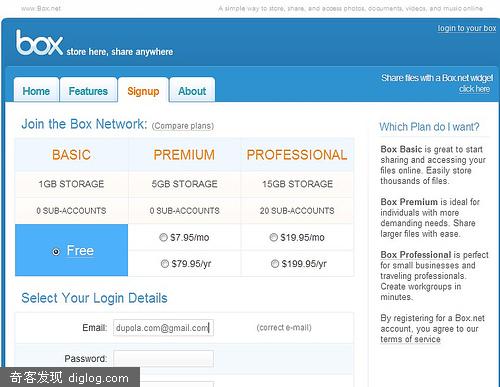 www.Box.net
A simple way to store, share, and access photos, documents, videos, and music online
login to your box
box store here, share anywhere
Share files with a Box.net widget
click here
Home Features Signup About
Join the Box Network: (Compare plans)
BASIC PREMIUM PROFESSIONAL
1GB STORAGE 5GB STORAGE 15GB STORAGE
0 SUB-ACCOUNTS 0 SUB-ACCOUNTS 20 SUB-ACCOUNTS
Free
$7.95/mo $19.95/mo
$79.95/yr $199.95/yr
Select Your Login Details
Email: dupola.com@gmail.com (correct e-mail)
Password:
Which Plan do I want?
Box Basic is great to start
sharing and accessing your
files online. Easily store
thousands of files.
Box Premium is ideal for
individuals with more
demanding needs. Share
larger files with ease.
Box Professional is perfect
for small businesses and
traveling professionals.
Create workgroups in
minutes.
By registering for a Box.net
account, you agree to our
terms of service
奇客发现 diglog.com